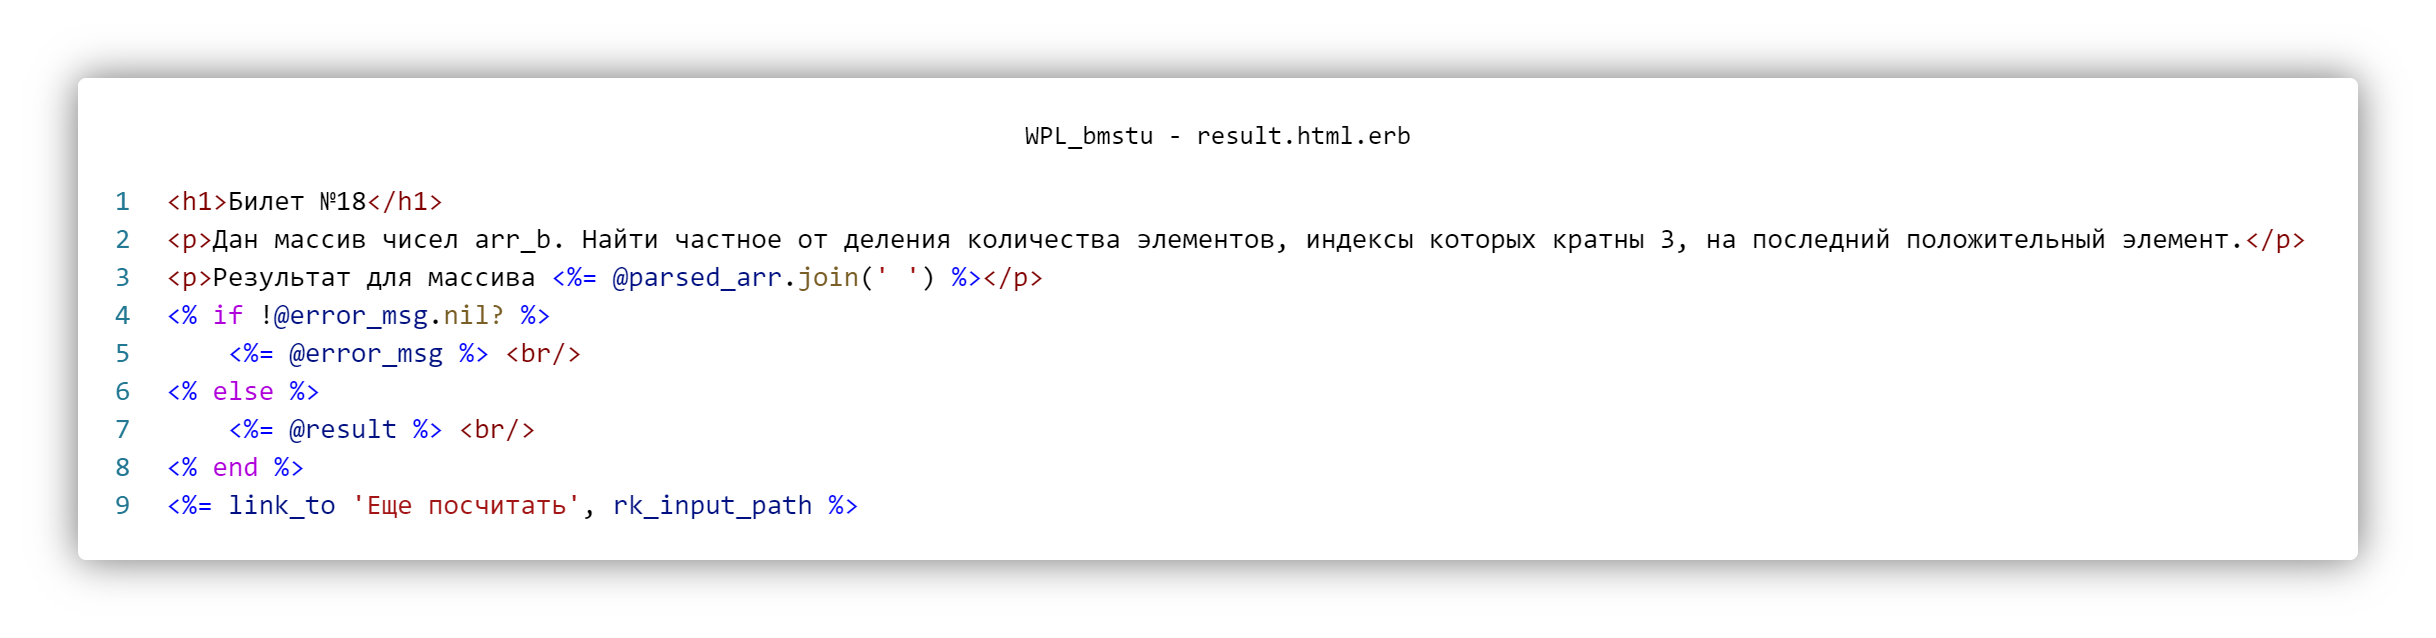 WPL_bmstu - result.html.erb
1 <h1>Билет №18</h1>
2 <p>Дан массив чисел arr_b. Найти частное от деления количества элементов, индексы которых кратны 3, на последний положительный элемент.</p>
3 <p>Результат для массива <%= @parsed_arr.join(' ') %></p>
4 <% if !@error_msg.nil? %>
5     <%= @error_msg %> <br/>
6 <% else %>
7     <%= @result %> <br/>
8 <% end %>
9 <%= link_to 'Еще посчитать', rk_input_path %>